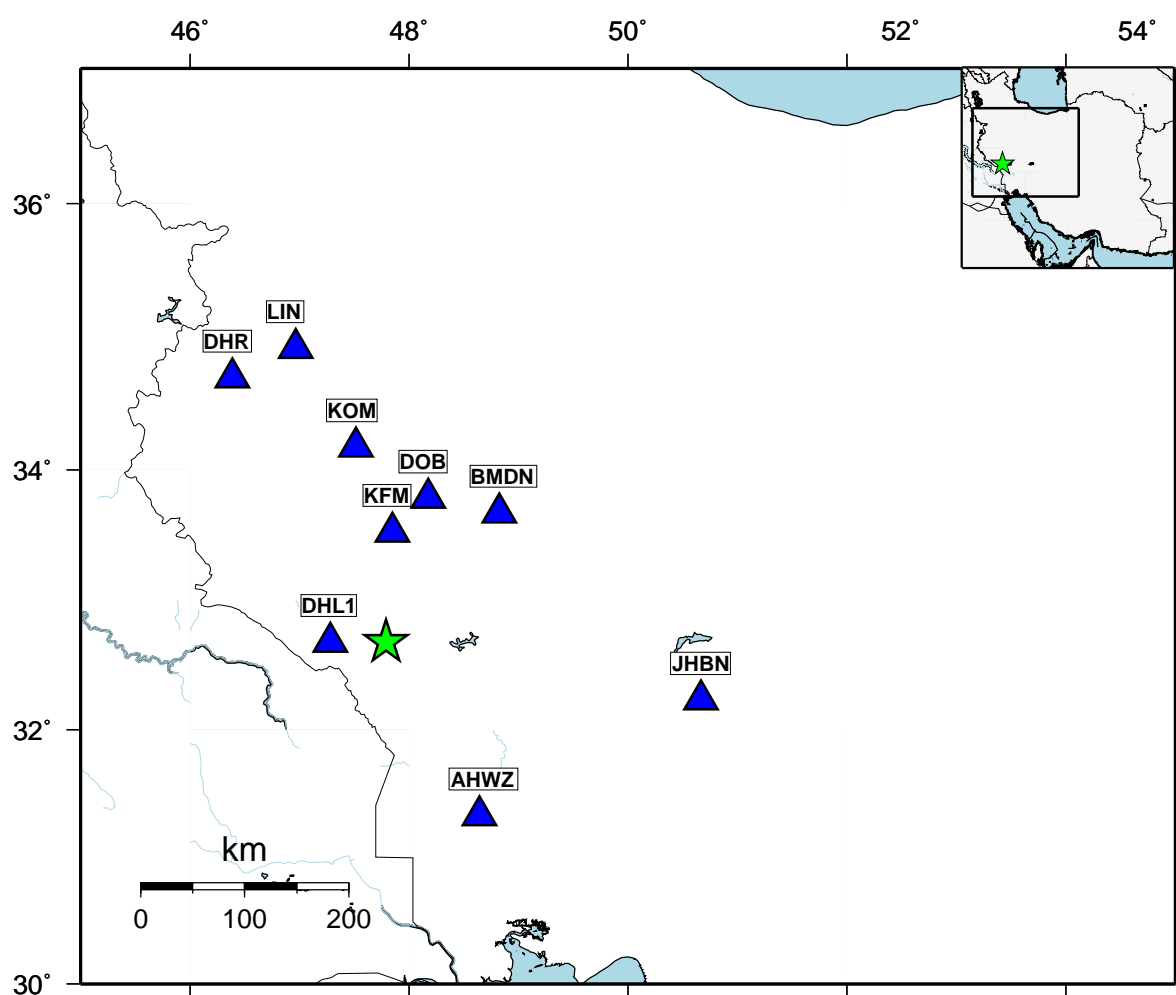 46˚ 48˚ 50˚ 52˚ 54˚
36˚
LIN
DHR
KOM
34˚
DOB
BMDN
KFM
DHL1
JHBN
32˚
AHWZ
km
0 100 200
30˚